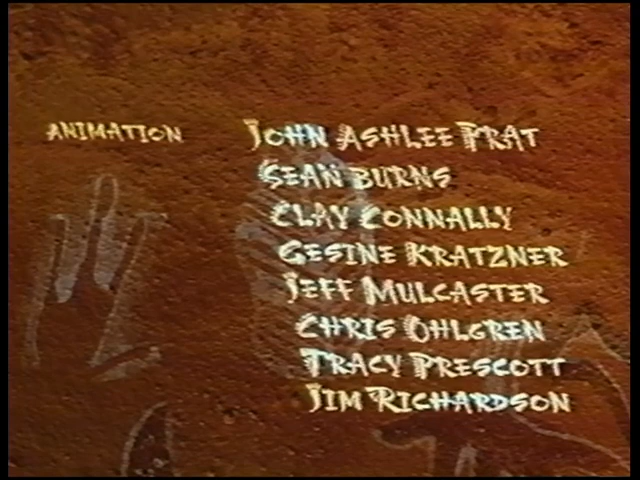 ANIMATION JOHN ASHLEE PRAT
SEAN BURNS
CLAY CONNALLY
GESINE KRATZNER
JEFF MULCASTER
CHRIS OHLGREN
TRACY PRESCOTT
JIM RICHARDSON